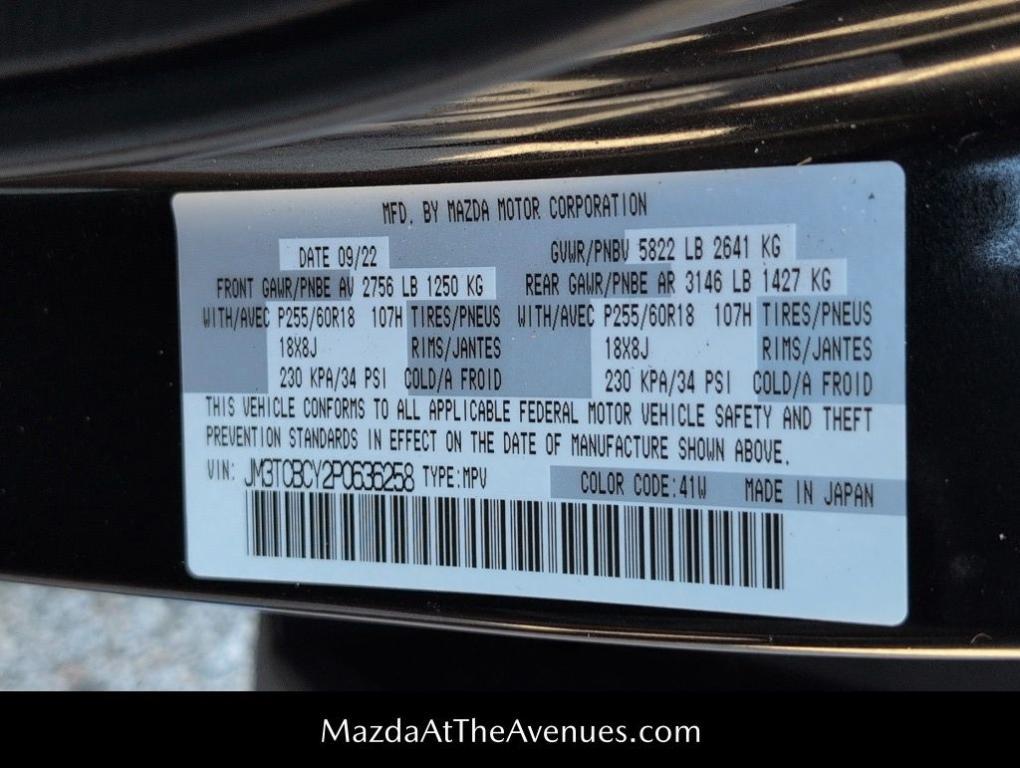 MFD. BY MAZDA MOTOR CORPORATION
DATE 09/22 GVWR/PNBV 5822 LB 2641 KG
FRONT GAWR/PNBE AV 2756 LB 1250 KG REAR GAWR/PNBE AR 3146 LB 1427 KG
WITH/AVEC P255/60R18 107H TIRES/PNEUS WITH/AVEC P255/60R18 107H TIRES/PNEUS
18X8J RIMS/JANTES 18X8J RIMS/JANTES
230 KPA/34 PSI COLD/A FROID 230 KPA/34 PSI COLD/A FROID
THIS VEHICLE CONFORMS TO ALL APPLICABLE FEDERAL MOTOR VEHICLE SAFETY AND THEFT
PREVENTION STANDARDS IN EFFECT ON THE DATE OF MANUFACTURE SHOWN ABOVE.
VIN: JM3TCBCY2P0636258 TYPE:MPV COLOR CODE:41W MADE IN JAPAN
MazdaAtTheAvenues.com